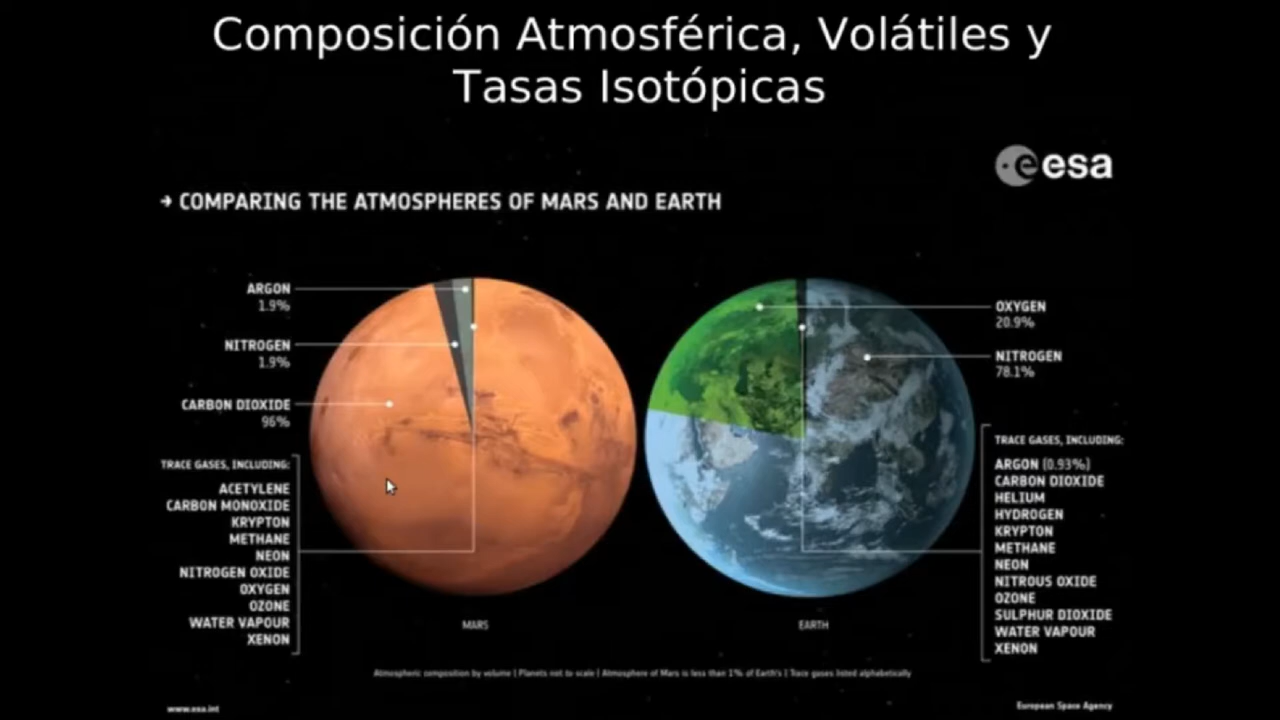 Composición Atmosférica, Volátiles y
Tasas Isotópicas
esa
→ COMPARING THE ATMOSPHERES OF MARS AND EARTH
ARGON
1.9%
NITROGEN
1.9%
CARBON DIOXIDE
96%
TRACE GASES, INCLUDING:
ACETYLENE
CARBON MONOXIDE
KRYPTON
METHANE
NEON
NITROGEN OXIDE
OXYGEN
OZONE
WATER VAPOUR
XENON
MARS
OXYGEN
20.9%
NITROGEN
78.1%
TRACE GASES, INCLUDING:
ARGON (0.93%)
CARBON DIOXIDE
HELIUM
HYDROGEN
KRYPTON
METHANE
NEON
NITROUS OXIDE
OZONE
SULPHUR DIOXIDE
WATER VAPOUR
XENON
EARTH
Atmospheric composition by volume | Planets not to scale | Atmosphere of Mars is less than 1% of Earth's | Trace gases listed alphabetically
www.esa.int
European Space Agency